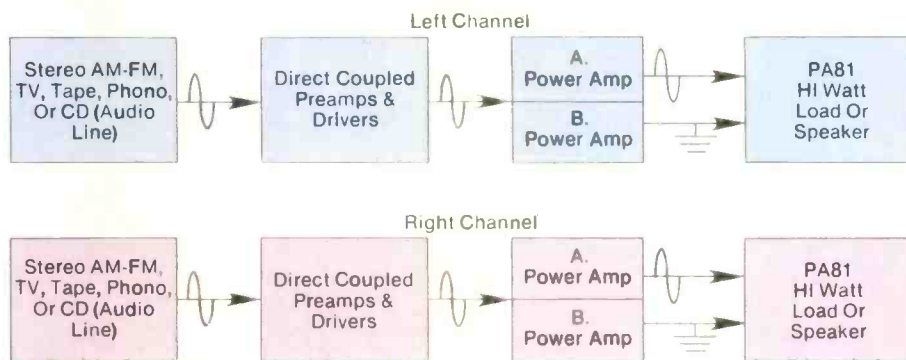 Left Channel
Stereo AM-FM,
TV, Tape, Phono,
Or CD (Audio
Line)
Direct Coupled
Preamps &
Drivers
A.
Power Amp
B.
Power Amp
PA81
HI Watt
Load Or
Speaker
Right Channel
Stereo AM-FM,
TV, Tape, Phono,
Or CD (Audio
Line)
Direct Coupled
Preamps &
Drivers
A.
Power Amp
B.
Power Amp
PA81
HI Watt
Load Or
Speaker